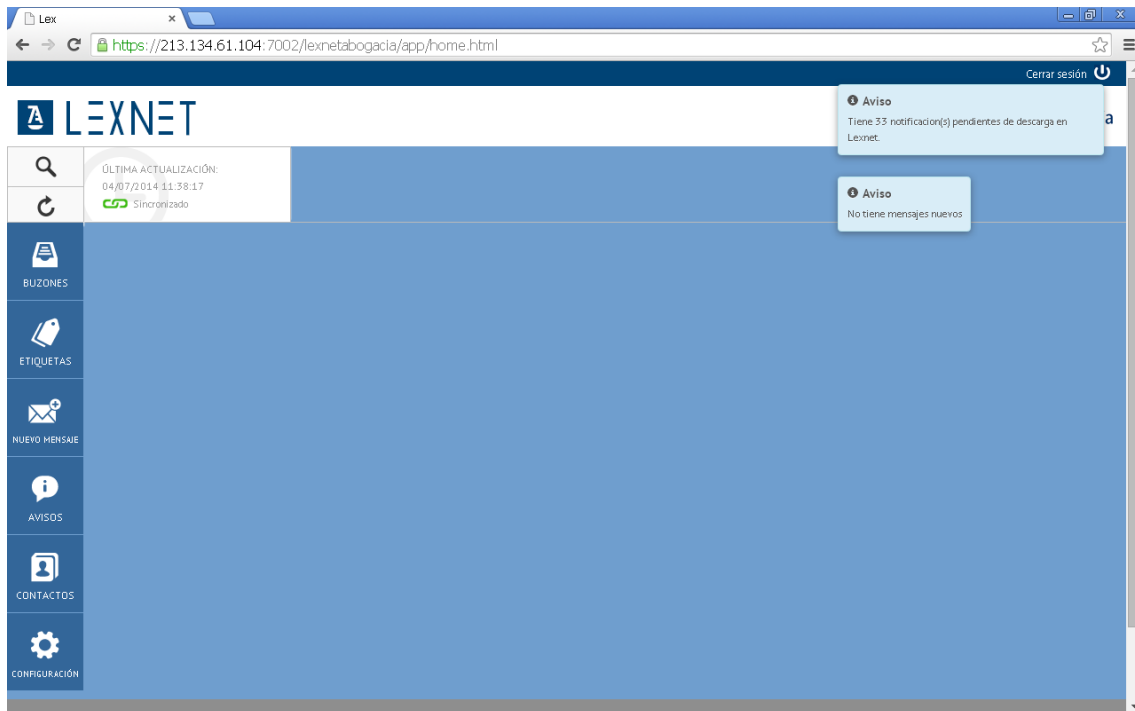 Lex
https://213.134.61.104:7002/lexnetabogacia/app/home.html
Cerrar sesión
LEXNET
Aviso
Tiene 33 notificacion(s) pendientes de descarga en
Lexnet.
a
ÚLTIMA ACTUALIZACIÓN:
04/07/2014 11:38:17
Sincronizado
Aviso
No tiene mensajes nuevos
BUZONES
ETIQUETAS
NUEVO MENSAJE
AVISOS
CONTACTOS
CONFIGURACIÓN